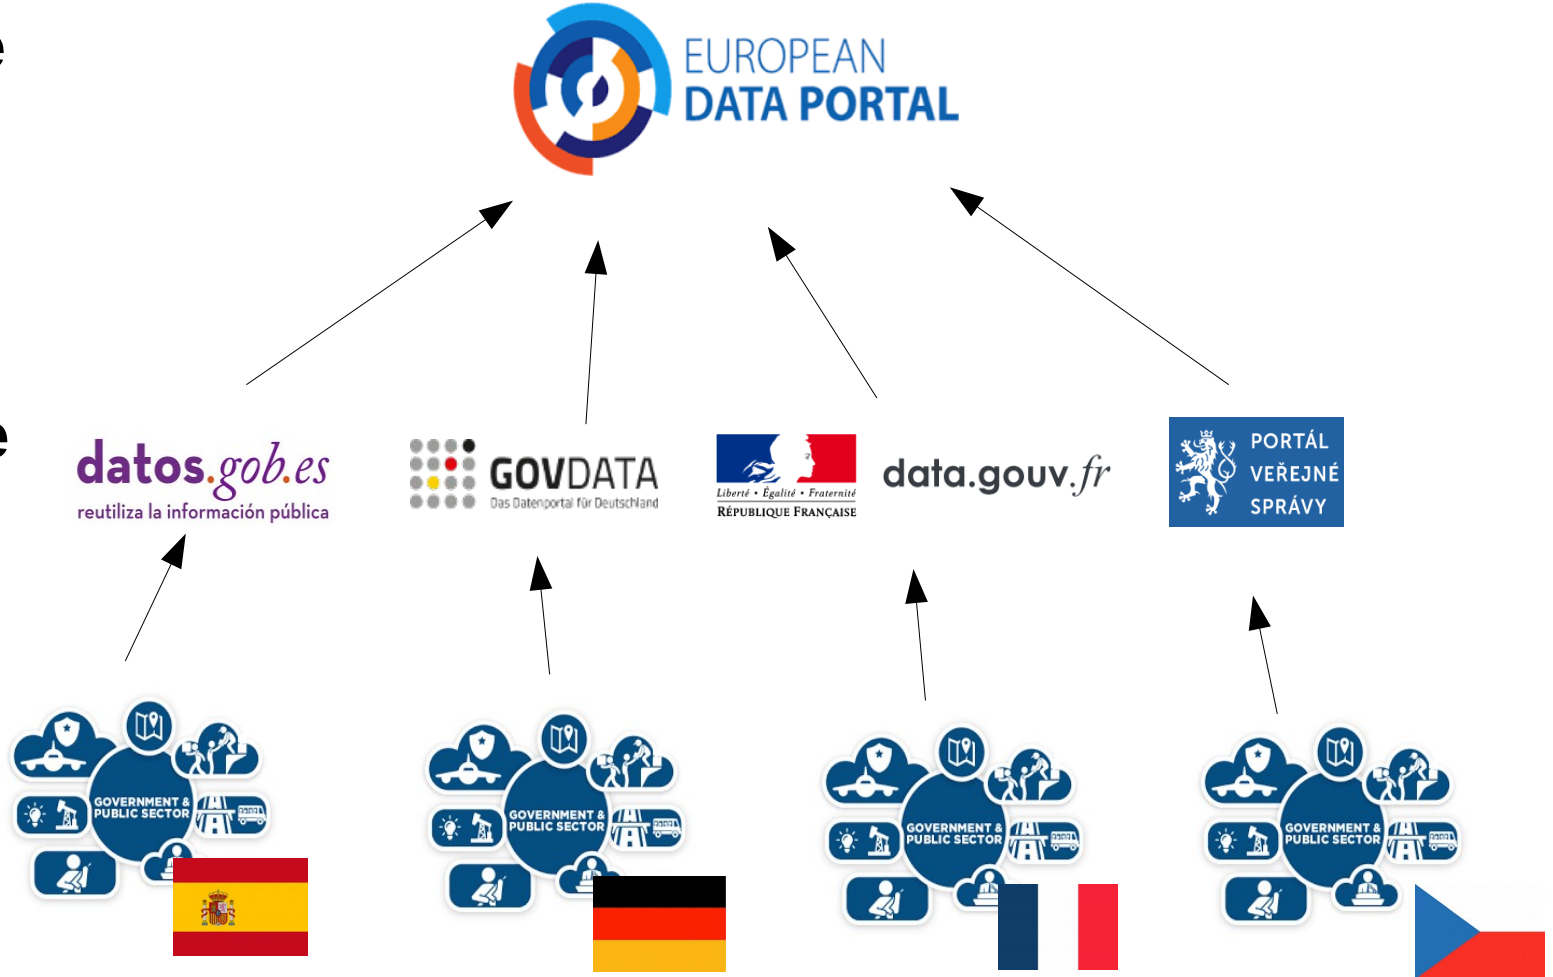 e
EUROPEAN
DATA PORTAL
e
datos.gob.es
reutiliza la información pública
GOVDATA
Das Datenportal für Deutschland
Liberté • Égalité • Fraternité
RÉPUBLIQUE FRANÇAISE
data.gouv.fr
PORTÁL
VEŘEJNÉ
SPRÁVY
GOVERNMENT &
PUBLIC SECTOR
GOVERNMENT &
PUBLIC SECTOR
GOVERNMENT &
PUBLIC SECTOR
GOVERNMENT &
PUBLIC SECTOR